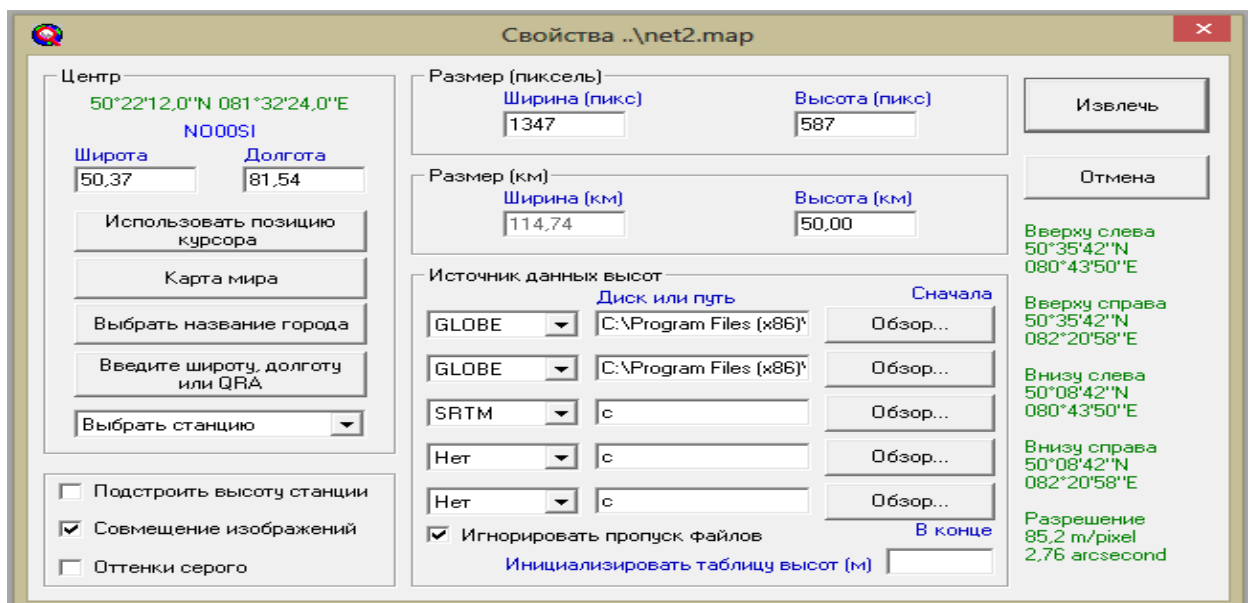 Свойства ..\net2.map
Центр
50°22'12,0''N 081°32'24,0''E
NO00SI
Широта Долгота
50,37 81,54
Использовать позицию
курсора
Карта мира
Выбрать название города
Введите широту, долготу
или QRA
Выбрать станцию
Подстроить высоту станции
Совмещение изображений
Оттенки серого
Размер (пиксель)
Ширина (пикс) Высота (пикс)
1347 587
Размер (км)
Ширина (км) Высота (км)
114,74 50,00
Источник данных высот
Диск или путь Сначала
GLOBE C:\Program Files (x86)\ Обзор...
GLOBE C:\Program Files (x86)\ Обзор...
SRTM c Обзор...
Нет c Обзор...
Нет c Обзор...
Игнорировать пропуск файлов В конце
Инициализировать таблицу высот (м)
Извлечь
Отмена
Вверху слева
50°35'42''N
080°43'50''E
Вверху справа
50°35'42''N
082°20'58''E
Внизу слева
50°08'42''N
080°43'50''E
Внизу справа
50°08'42''N
082°20'58''E
Разрешение
85,2 m/pixel
2,76 arcsecond